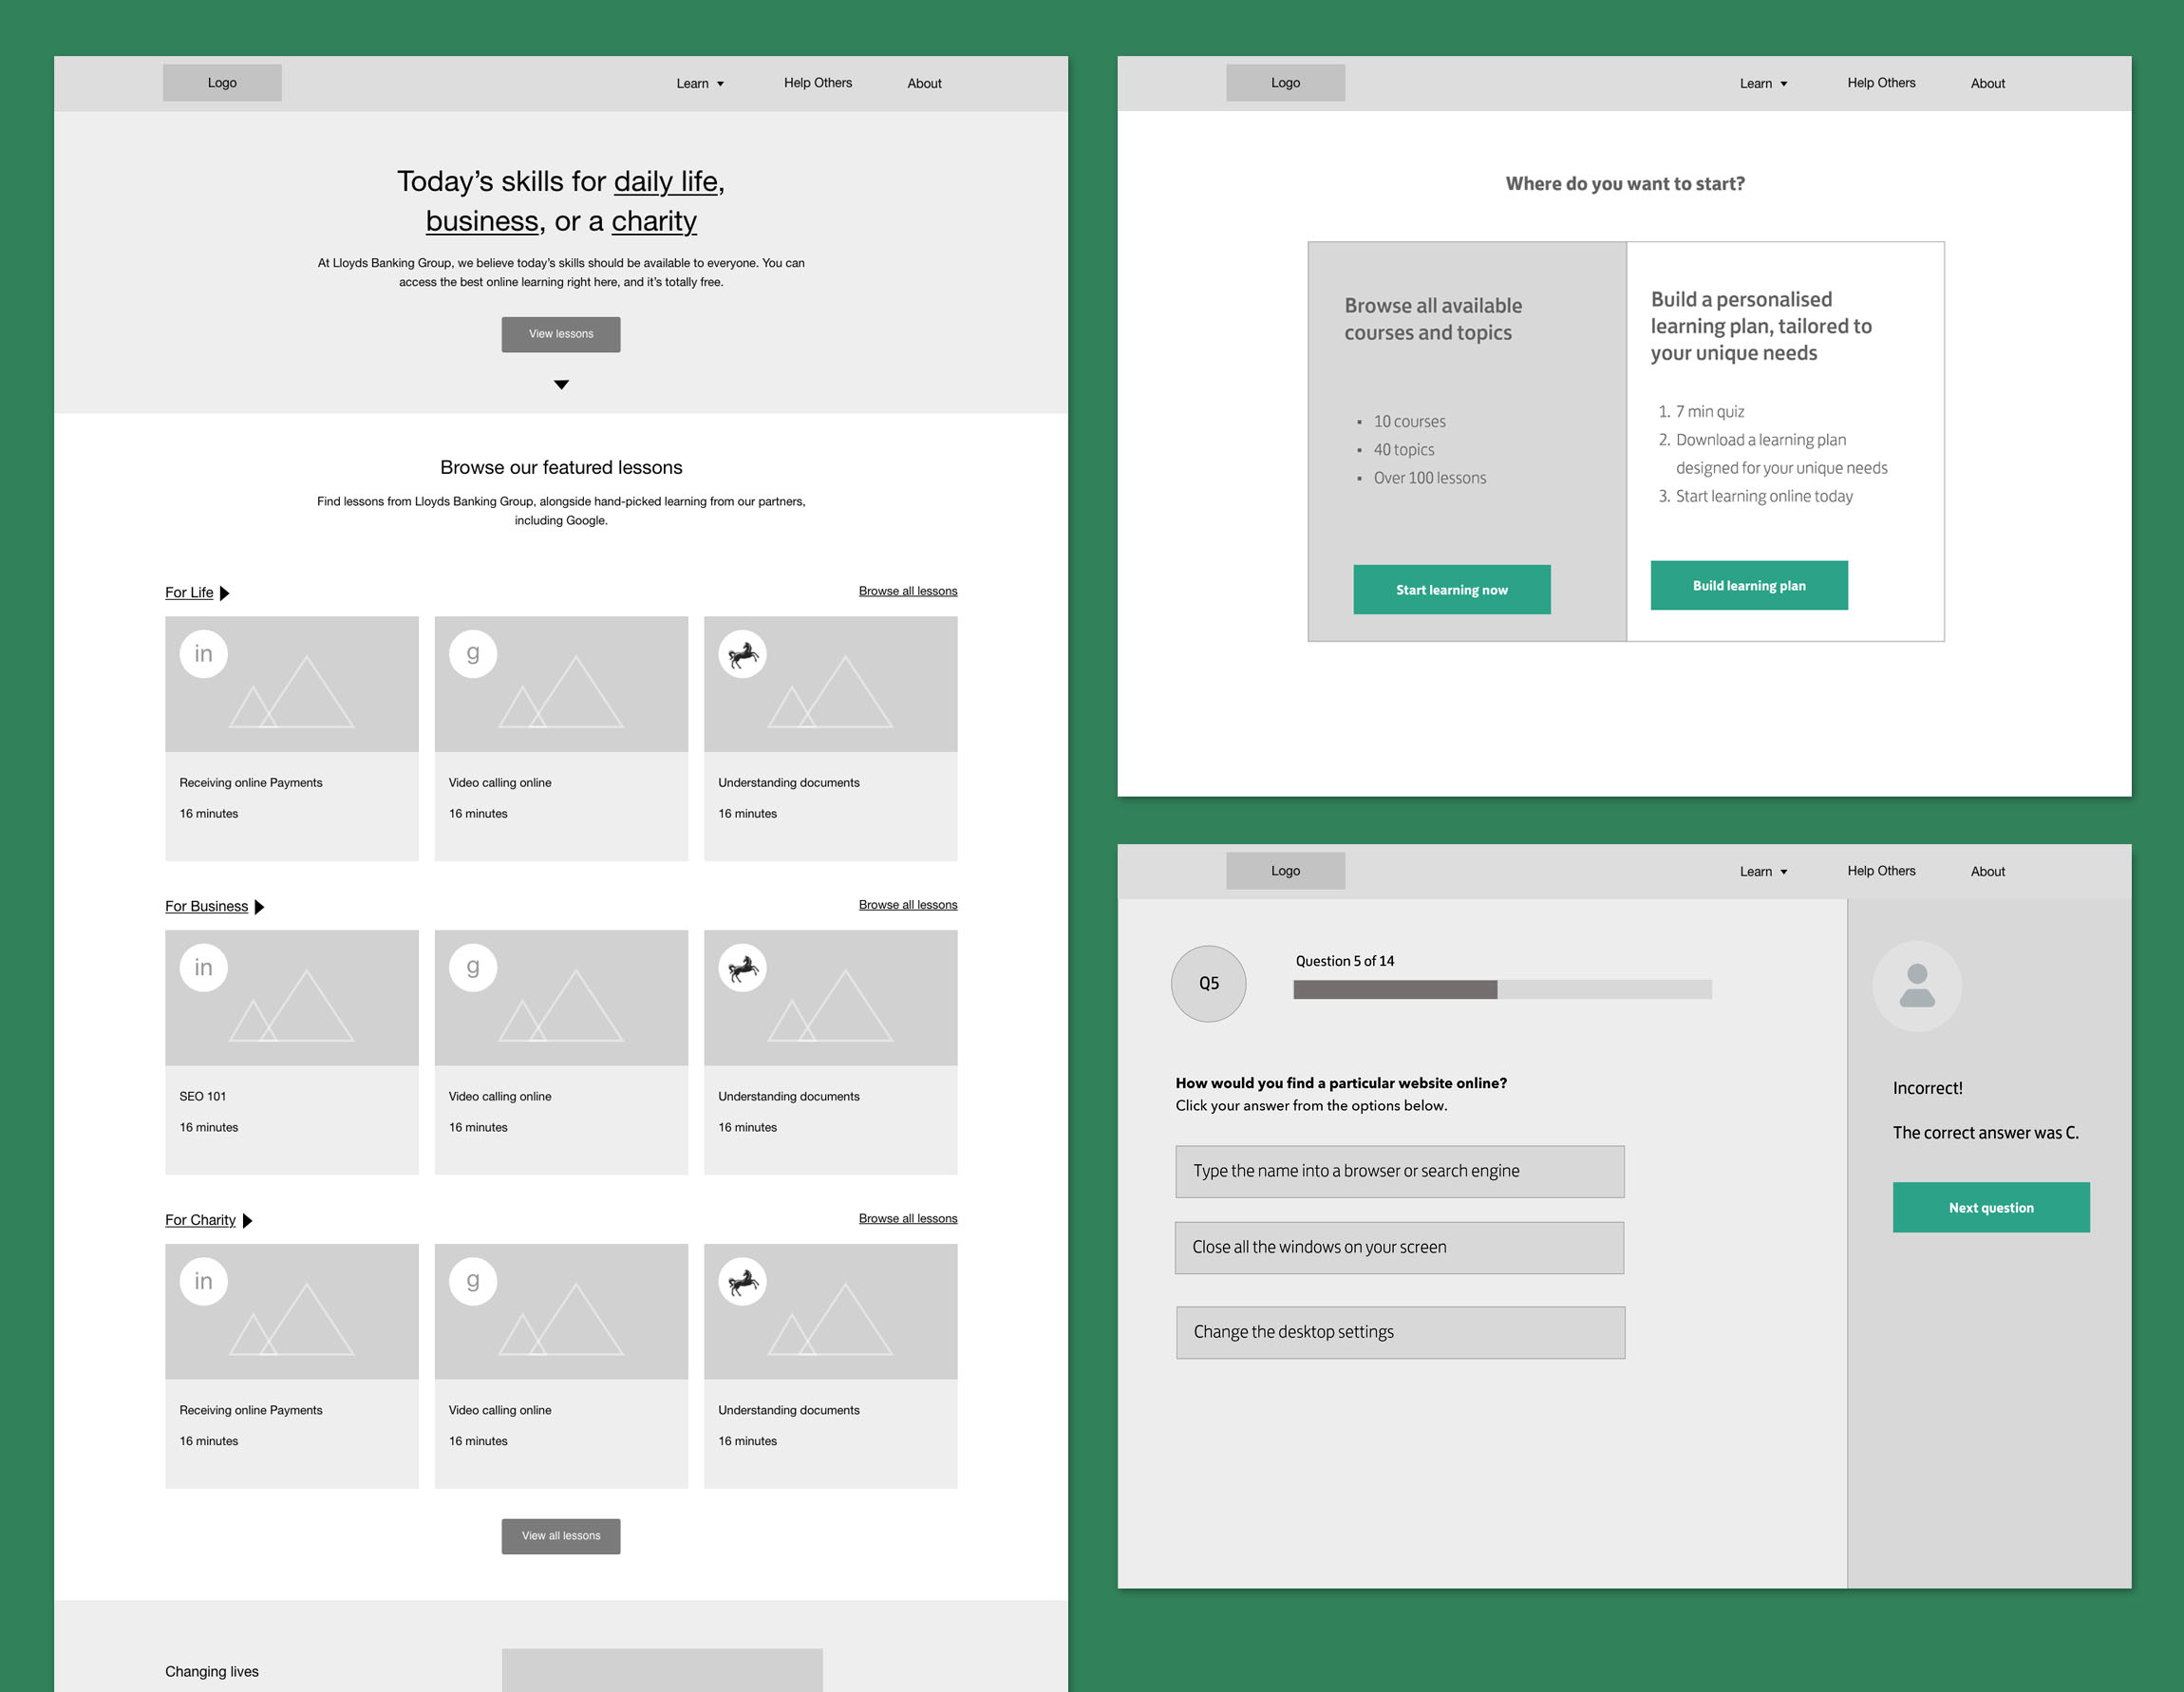 Logo
Learn
Help Others
About
Today’s skills for daily life,
business, or a charity
At Lloyds Banking Group, we believe today’s skills should be available to everyone. You can
access the best online learning right here, and it’s totally free.
View lessons
Browse our featured lessons
Find lessons from Lloyds Banking Group, alongside hand-picked learning from our partners,
including Google.
For Life
Browse all lessons
in
g
Receiving online Payments
Video calling online
Understanding documents
16 minutes
16 minutes
16 minutes
For Business
Browse all lessons
in
g
SEO 101
Video calling online
Understanding documents
16 minutes
16 minutes
16 minutes
For Charity
Browse all lessons
in
g
Receiving online Payments
Video calling online
Understanding documents
16 minutes
16 minutes
16 minutes
View all lessons
Changing lives
Logo
Learn
Help Others
About
Where do you want to start?
Browse all available
courses and topics
10 courses
40 topics
Over 100 lessons
Start learning now
Build a personalised
learning plan, tailored to
your unique needs
1. 7 min quiz
2. Download a learning plan
designed for your unique needs
3. Start learning online today
Build learning plan
Logo
Learn
Help Others
About
Q5
Question 5 of 14
How would you find a particular website online?
Click your answer from the options below.
Type the name into a browser or search engine
Close all the windows on your screen
Change the desktop settings
Incorrect!
The correct answer was C.
Next question